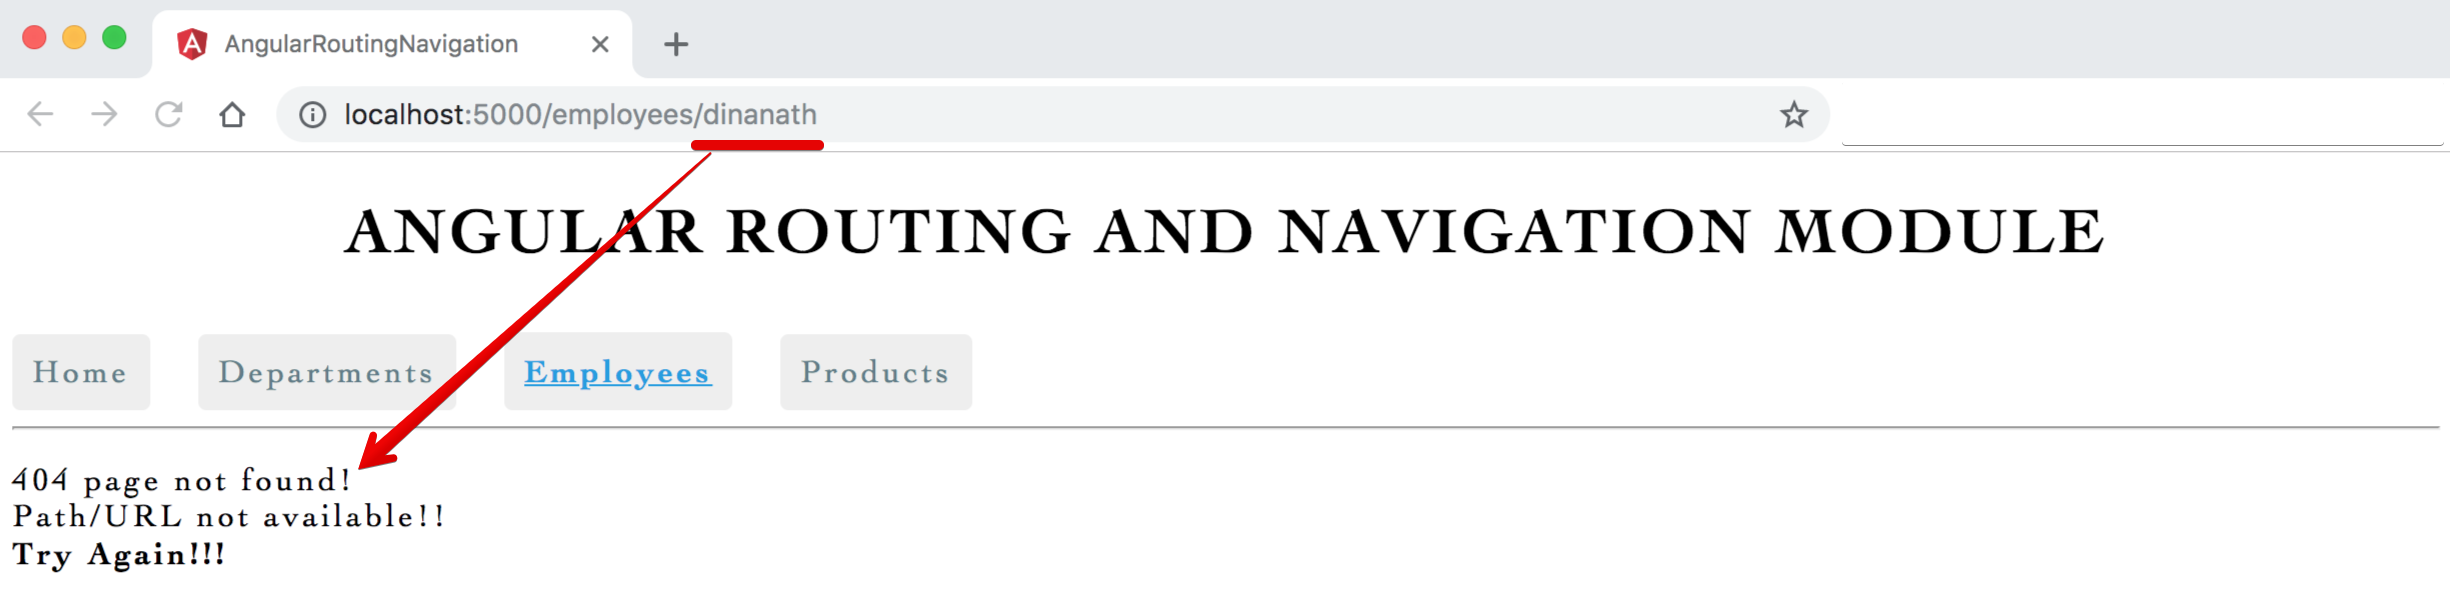 AngularRoutingNavigation
localhost:5000/employees/dinanath
ANGULAR ROUTING AND NAVIGATION MODULE
Home Departments Employees Products
404 page not found!
Path/URL not available!!
Try Again!!!